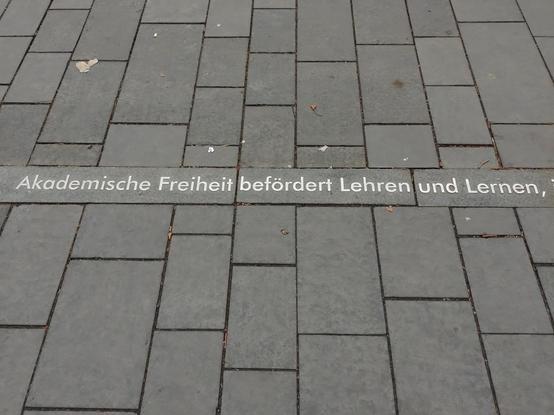 Akademische Freiheit befördert Lehren und Lernen,